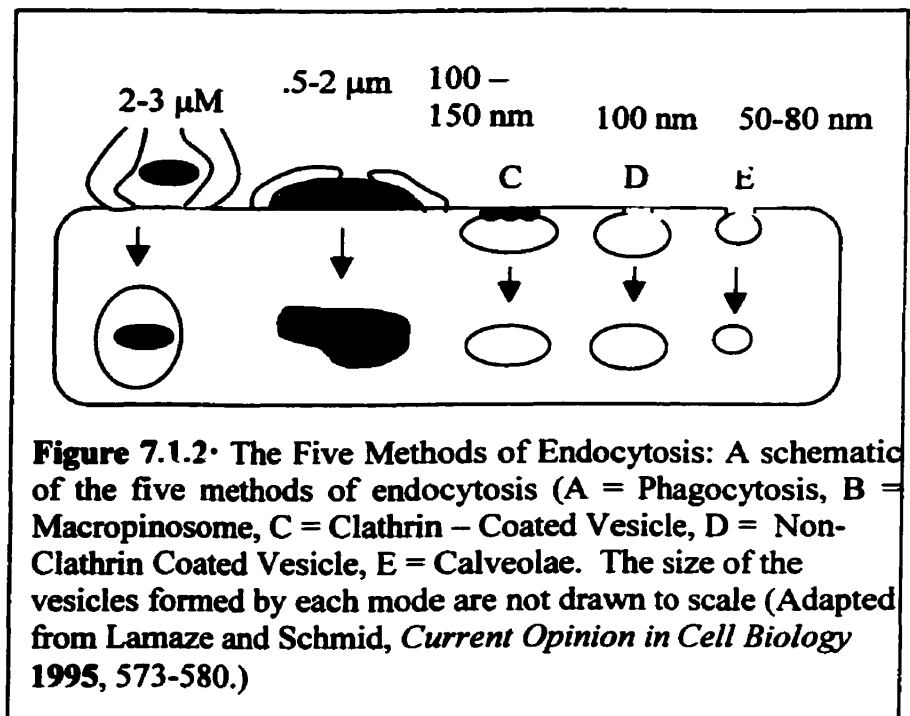 2-3 µM
.5-2 µm
100 –
150 nm
100 nm
50-80 nm
C
D
E
Figure 7.1.2· The Five Methods of Endocytosis: A schematic
of the five methods of endocytosis (A = Phagocytosis, B =
Macropinosome, C = Clathrin – Coated Vesicle, D = Non-
Clathrin Coated Vesicle, E = Calveolae. The size of the
vesicles formed by each mode are not drawn to scale (Adapted
from Lamaze and Schmid, Current Opinion in Cell Biology
1995, 573-580.)